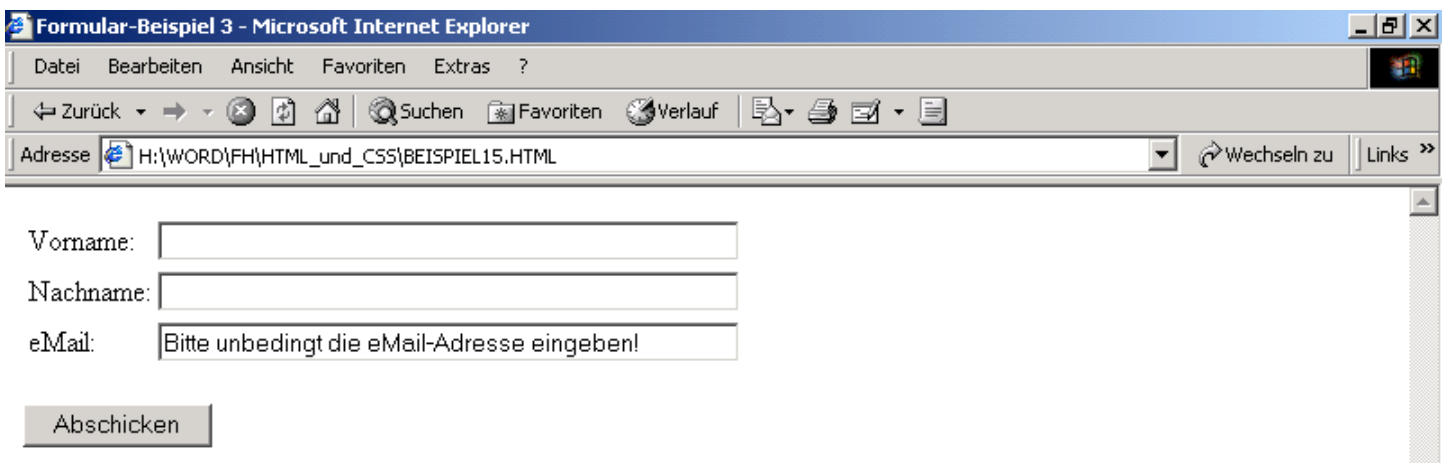 Formular-Beispiel 3 - Microsoft Internet Explorer
Datei Bearbeiten Ansicht Favoriten Extras ?
Zurück Suchen Favoriten Verlauf
Adresse H:\WORD\FH\HTML_und_CSS\BEISPIEL15.HTML Wechseln zu Links »
Vorname:
Nachname:
eMail: Bitte unbedingt die eMail-Adresse eingeben!
Abschicken